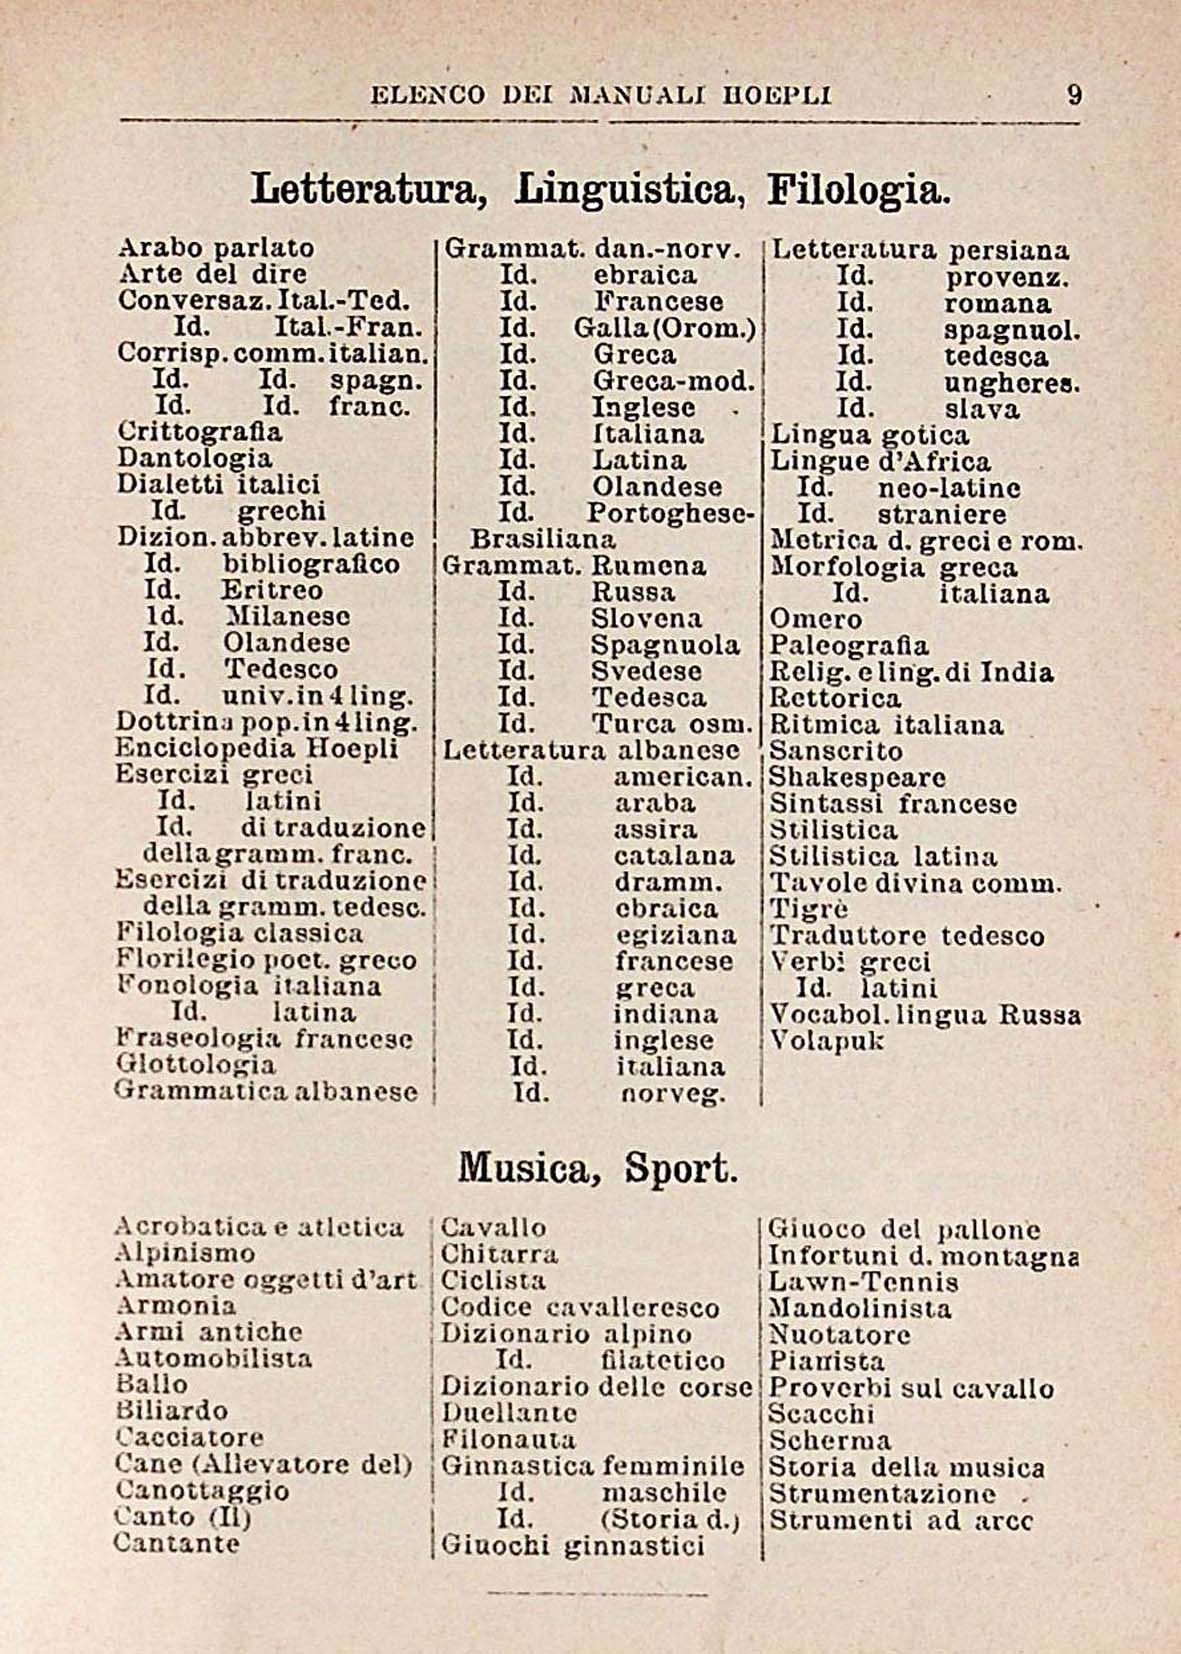 ELENCO DEI MANUALI HOEPLI 9
Letteratura, Linguistica, Filologia.
Arabo parlato
Arte del dire
Conversaz. Ital.-Ted.
Id. Ital.-Fran.
Corrisp. comm. italian.
Id. Id. spagn.
Id. Id. franc.
Crittografia
Dantologia
Dialetti italici
Id. grechi
Dizion. abbrev. latine
Id. bibliografico
Id. Eritreo
Id. Milanese
Id. Olandese
Id. Tedesco
Id. univ. in 4 ling.
Dottrina pop. in 4 ling.
Enciclopedia Hoepli
Esercizi greci
Id. latini
Id. di traduzione
della gramm. franc.
Esercizi di traduzione
della gramm. tedesc.
Filologia classica
Florilegio poet. greco
Fonologia italiana
Id. latina
Fraseologia francese
Glottologia
Grammatica albanese
Grammat. dan.-norv.
Id. ebraica
Id. Francese
Id. Galla (Orom.)
Id. Greca
Id. Greca-mod.
Id. Inglese
Id. Italiana
Id. Latina
Id. Olandese
Id. Portoghese-
Brasiliana
Grammat. Rumena
Id. Russa
Id. Slovena
Id. Spagnuola
Id. Svedese
Id. Tedesca
Id. Turca osm.
Letteratura albanese
Id. american.
Id. araba
Id. assira
Id. catalana
Id. dramm.
Id. ebraica
Id. egiziana
Id. francese
Id. greca
Id. indiana
Id. inglese
Id. italiana
Id. norveg.
Letteratura persiana
Id. provenz.
Id. romana
Id. spagnuol.
Id. tedesca
Id. ungheres.
Id. slava
Lingua gotica
Lingue d'Africa
Id. neo-latine
Id. straniere
Metrica d. greci e rom.
Morfologia greca
Id. italiana
Omero
Paleografia
Relig. e ling. di India
Rettorica
Ritmica italiana
Sanscrito
Shakespeare
Sintassi francese
Stilistica
Stilistica latina
Tavole divina comm.
Tigrè
Traduttore tedesco
Verbi greci
Id. latini
Vocabol. lingua Russa
Volapuk
Musica, Sport.
Acrobatica e atletica
Alpinismo
Amatore oggetti d'art
Armonia
Armi antiche
Automobilista
Ballo
Biliardo
Cacciatore
Cane (Allevatore del)
Canottaggio
Canto (Il)
Cantante
Cavallo
Chitarra
Ciclista
Codice cavalleresco
Dizionario alpino
Id. filatetico
Dizionario delle corse
Duellante
Filonauta
Ginnastica femminile
Id. maschile
Id. (Storia d.)
Giuochi ginnastici
Giuoco del pallone
Infortuni d. montagna
Lawn-Tennis
Mandolinista
Nuotatore
Pianista
Proverbi sul cavallo
Scacchi
Scherma
Storia della musica
Strumentazione
Strumenti ad arco